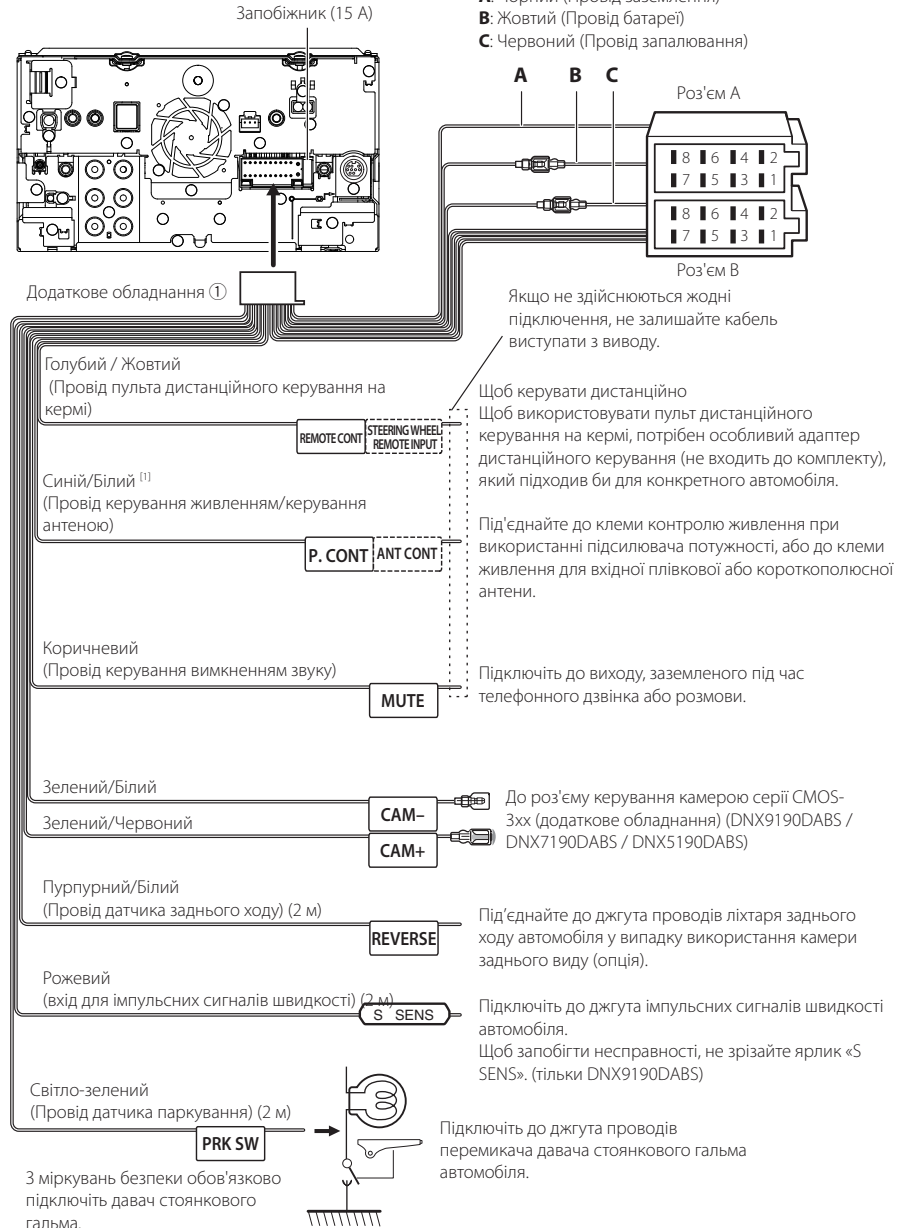 Запобіжник (15 А)
A: Чорний (Провід заземлення)
B: Жовтий (Провід батареї)
C: Червоний (Провід запалювання)
A B C
Роз'єм A
8 6 4 2
7 5 3 1
8 6 4 2
7 5 3 1
Роз'єм B
Додаткове обладнання ①
Якщо не здійснюються жодні
підключення, не залишайте кабель
виступати з виводу.
Голубий / Жовтий
(Провід пульта дистанційного керування на
кермі)
REMOTE CONT
STEERING WHEEL
REMOTE INPUT
Щоб керувати дистанційно
Щоб використовувати пульт дистанційного
керування на кермі, потрібен особливий адаптер
дистанційного керування (не входить до комплекту),
який підходив би для конкретного автомобіля.
Синій/Білий [1]
(Провід керування живленням/керування
антеною)
P. CONT ANT CONT
Під'єднайте до клеми контролю живлення при
використанні підсилювача потужності, або до клеми
живлення для вхідної плівкової або короткополюсної
антени.
Коричневий
(Провід керування вимкненням звуку)
MUTE
Підключіть до виходу, заземленого під час
телефонного дзвінка або розмови.
Зелений/Білий
CAM–
Зелений/Червоний
CAM+
До роз'єму керування камерою серії CMOS-
3xx (додаткове обладнання) (DNX9190DABS /
DNX7190DABS / DNX5190DABS)
Пурпурний/Білий
(Провід датчика заднього ходу) (2 м)
REVERSE
Під’єднайте до джгута проводів ліхтаря заднього
ходу автомобіля у випадку використання камери
заднього виду (опція).
Рожевий
(вхід для імпульсних сигналів швидкості) (2 м)
S SENS
Підключіть до джгута імпульсних сигналів швидкості
автомобіля.
Щоб запобігти несправності, не зрізайте ярлик «S
SENS». (тільки DNX9190DABS)
Світло-зелений
(Провід датчика паркування) (2 м)
PRK SW
Підключіть до джгута проводів
перемикача давача стоянкового гальма
автомобіля.
З міркувань безпеки обов'язково
підключіть давач стоянкового
гальма.